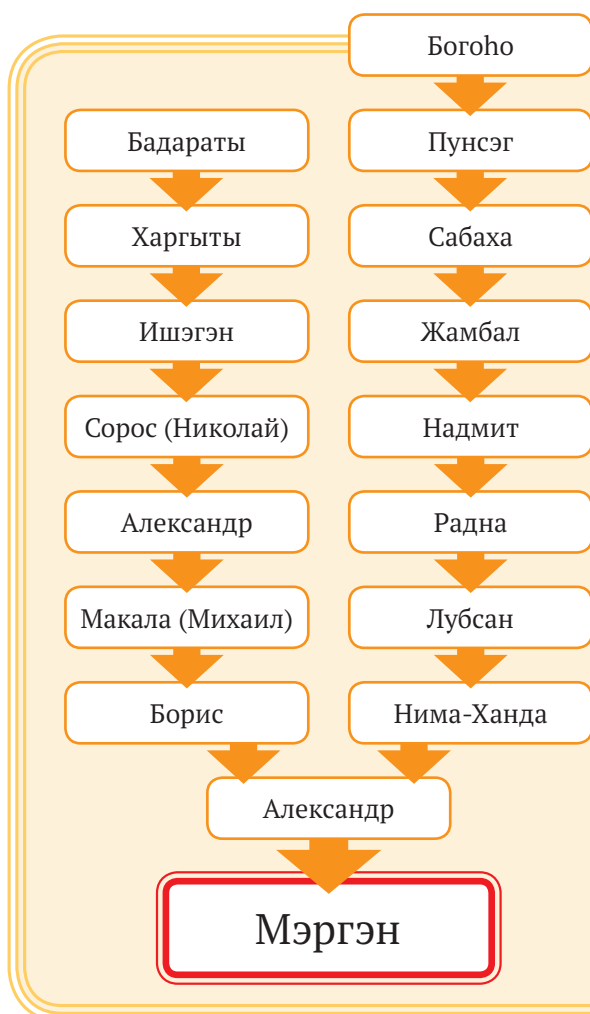 Богоһо
Бадараты
Пунсэг
Харгыты
Сабаха
Ишэгэн
Жамбал
Сорос (Николай)
Надмит
Александр
Радна
Макала (Михаил)
Лубсан
Борис
Нима-Ханда
Александр
Мэргэн